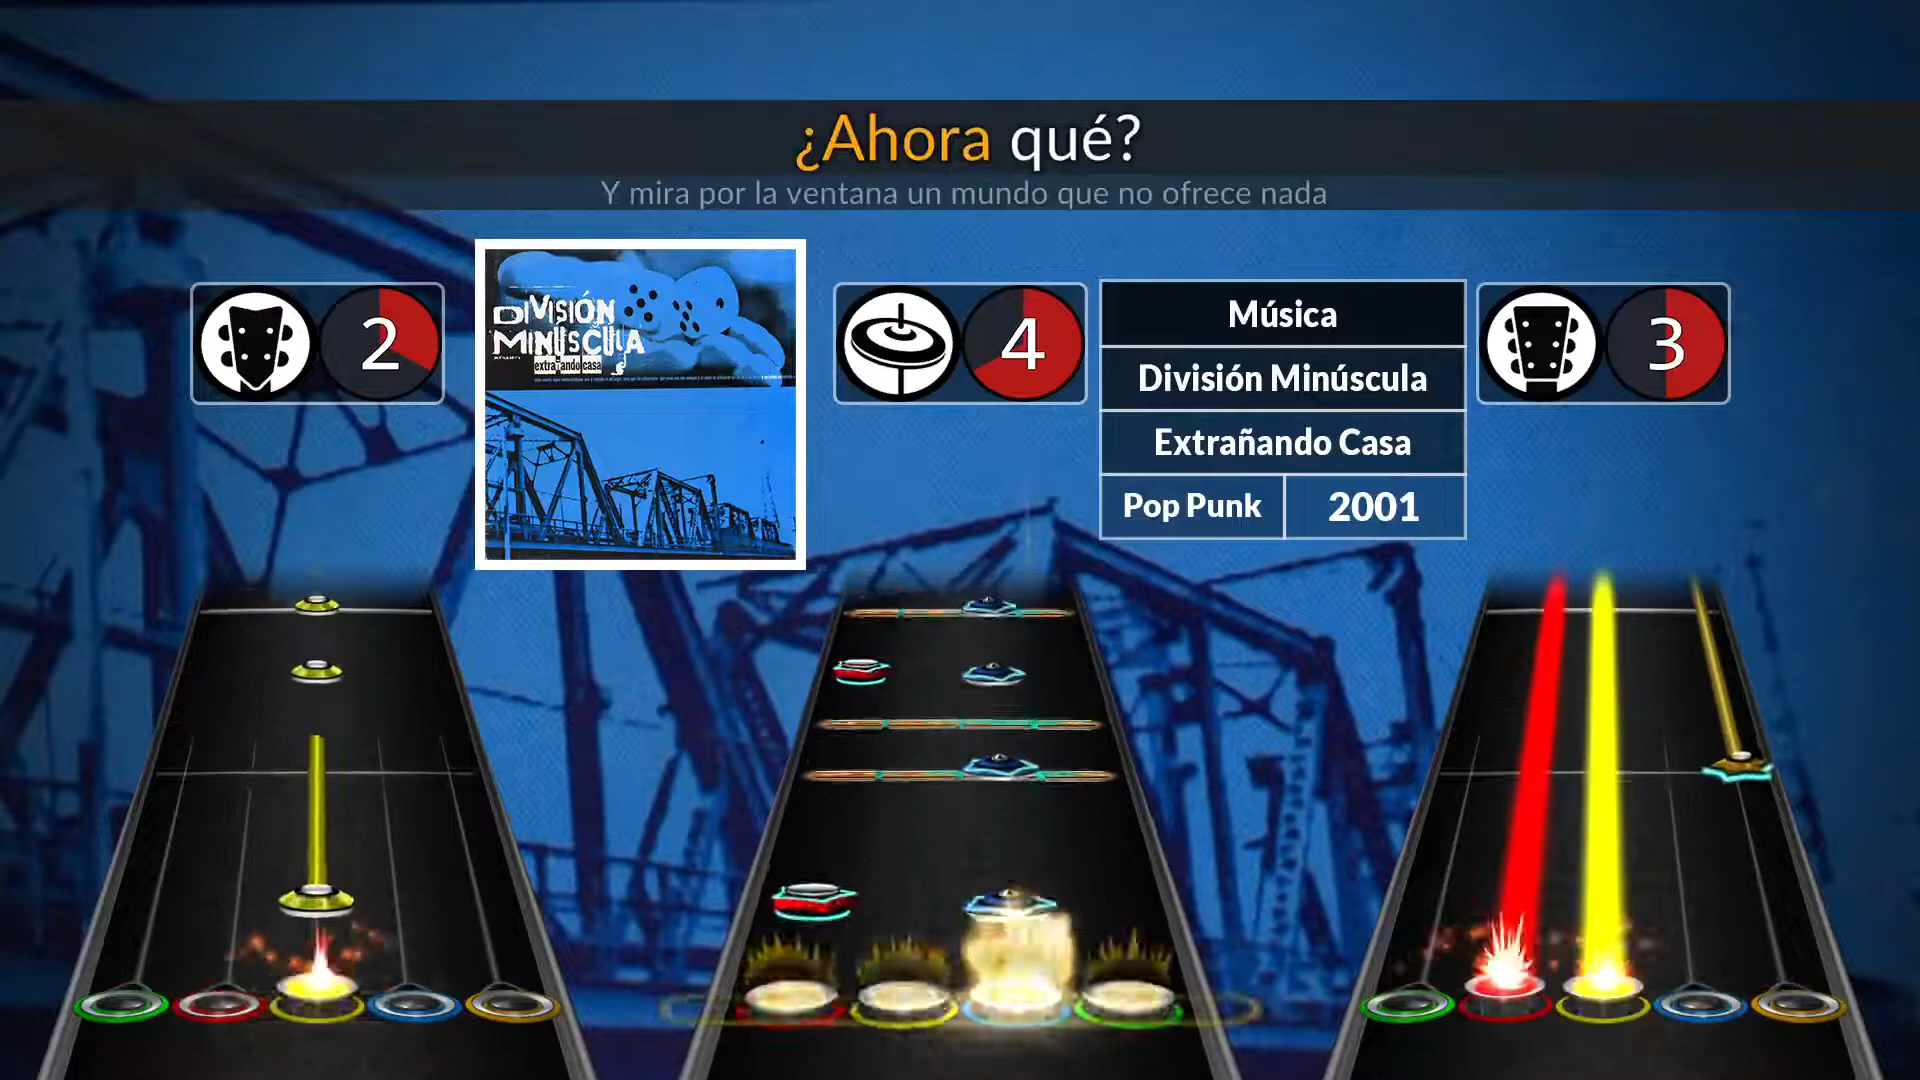 ¿Ahora qué?
Y mira por la ventana un mundo que no ofrece nada
DIVISIÓN
MINÚSCULA
extrañando casa
2
4
Música
División Minúscula
Extrañando Casa
Pop Punk 2001
3